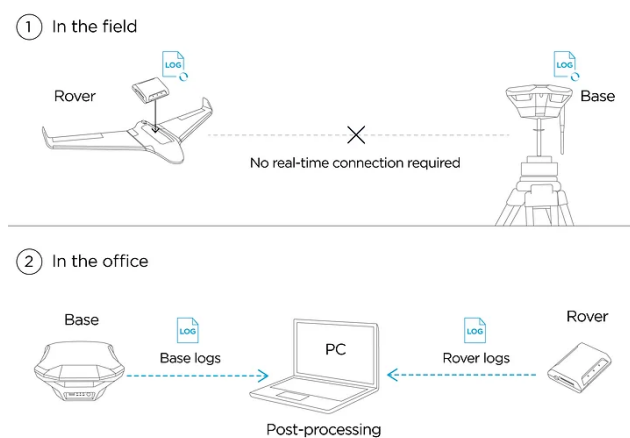 1 In the field
LOG
LOG
Rover
Base
No real-time connection required
2 In the office
Base
Rover
LOG
LOG
PC
Base logs
Rover logs
Post-processing